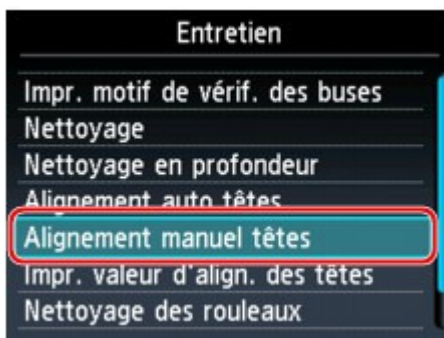 Entretien
Impr. motif de vérif. des buses
Nettoyage
Nettoyage en profondeur
Alignement auto têtes
Alignement manuel têtes
Impr. valeur d'align. des têtes
Nettoyage des rouleaux